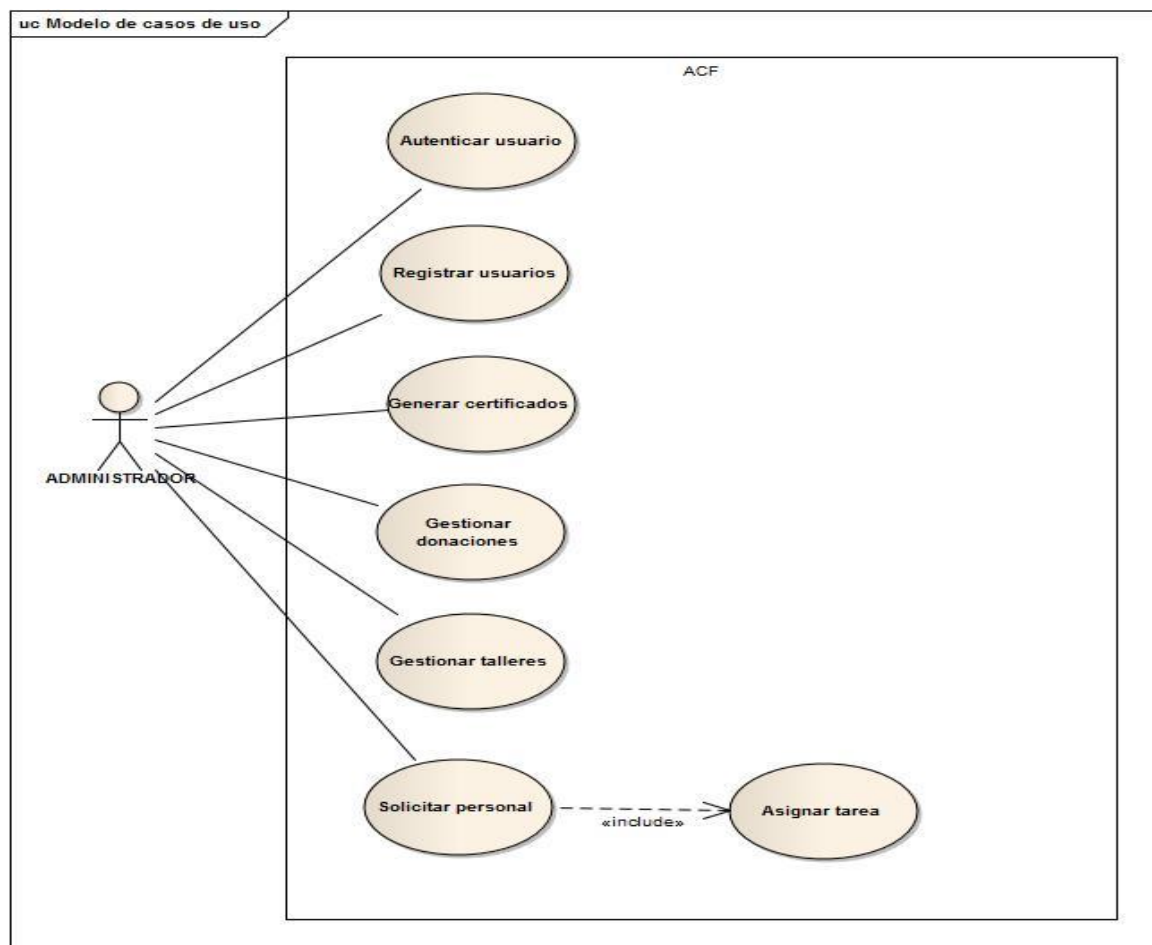 uc Modelo de casos de uso
ACF
Autenticar usuario
Registrar usuarios
Generar certificados
ADMINISTRADOR
Gestionar
donaciones
Gestionar talleres
Solicitar personal
«include»
Asignar tarea